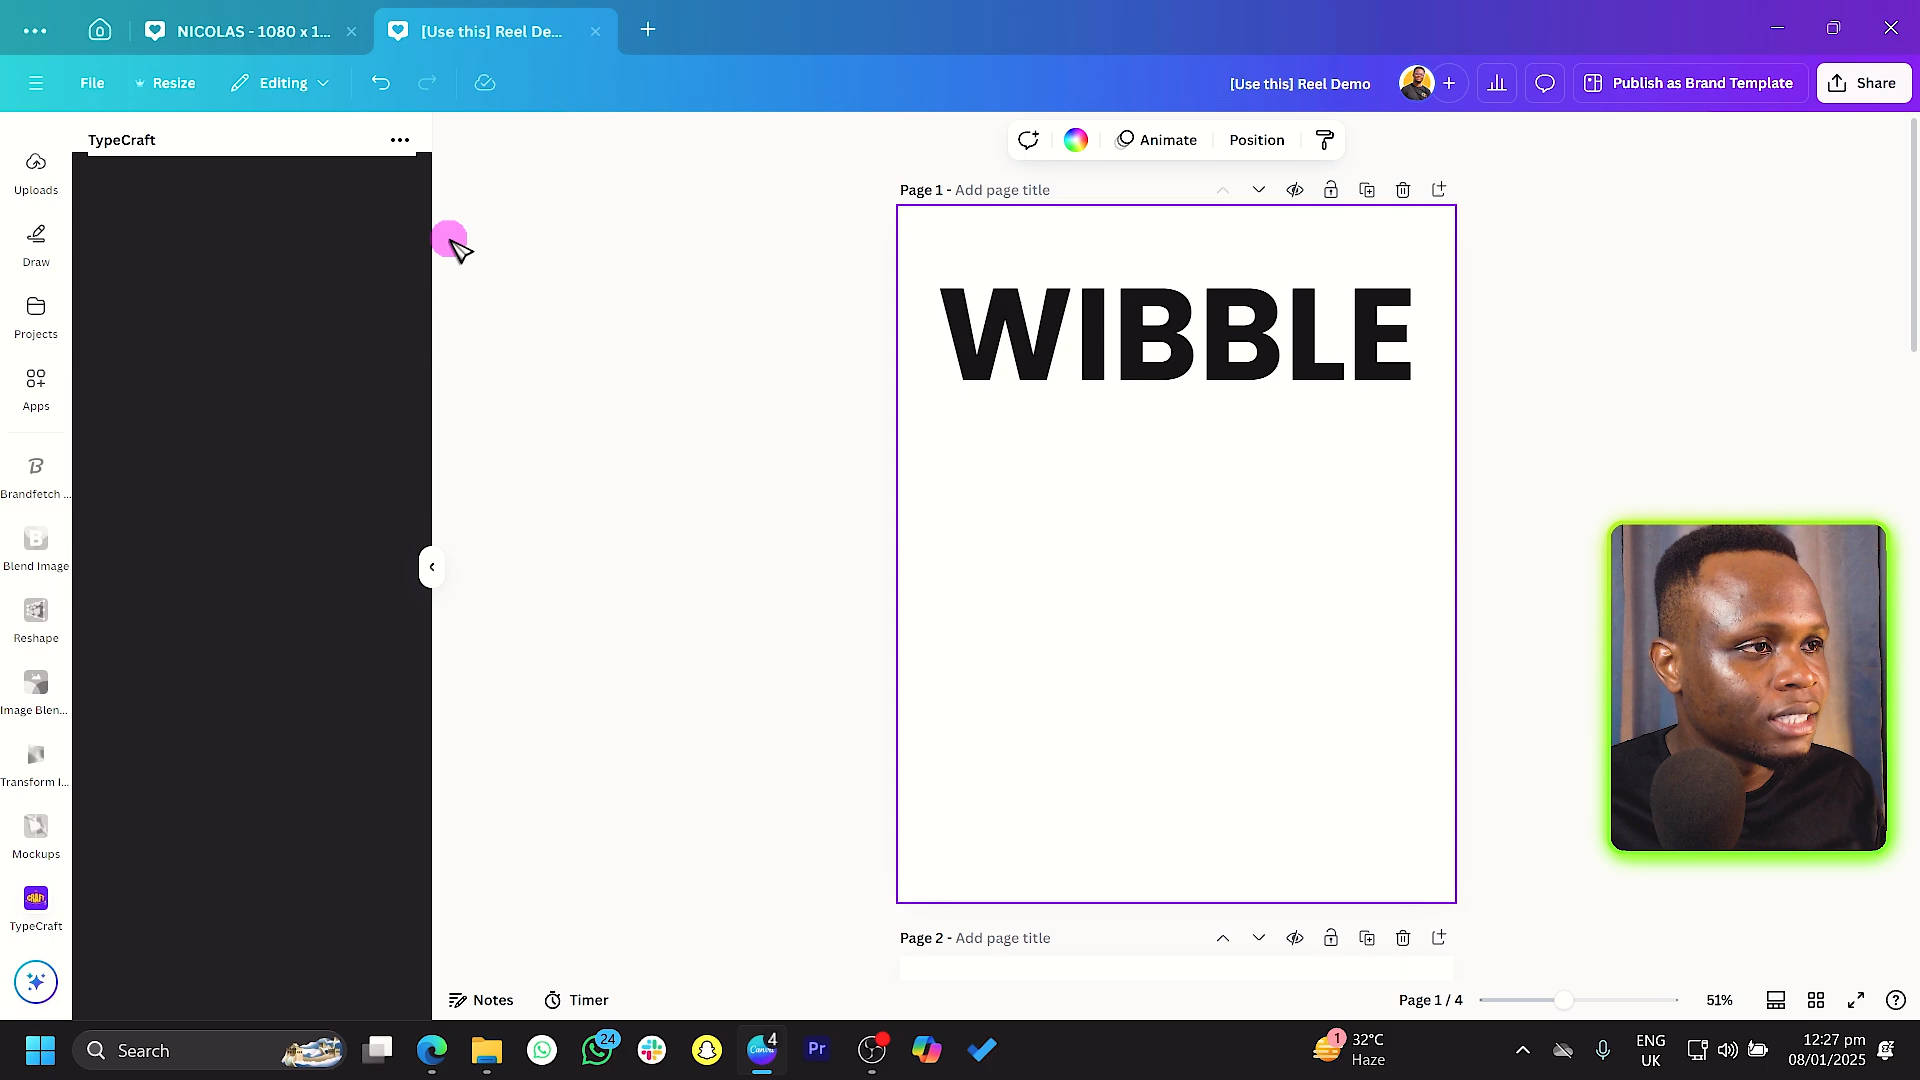 NICOLAS - 1080 x 1...
[Use this] Reel De...
File
Resize
Editing
[Use this] Reel Demo
Publish as Brand Template
Share
TypeCraft
Animate
Position
Uploads
Draw
Projects
Apps
Brandfetch ...
Blend Image
Reshape
Image Blen...
Transform I...
Mockups
TypeCraft
Page 1 - Add page title
WIBBLE
Page 2 - Add page title
Notes
Timer
Page 1 / 4
51%
Search
24
4
Canva
Pr
1
32°C
Haze
ENG
UK
12:27 pm
08/01/2025